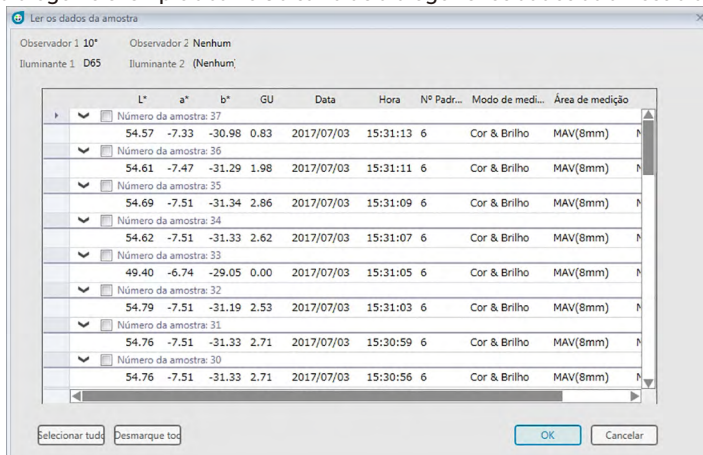 Ler os dados da amostra
Observador 1 10° Observador 2 Nenhum
Iluminante 1 D65 Iluminante 2 (Nenhum)
L* a* b* GU Data Hora Nº Padr... Modo de medi... Área de medição
Número da amostra: 37
54.57 -7.33 -30.98 0.83 2017/07/03 15:31:13 6 Cor & Brilho MAV(8mm)
Número da amostra: 36
54.61 -7.47 -31.29 1.98 2017/07/03 15:31:11 6 Cor & Brilho MAV(8mm)
Número da amostra: 35
54.69 -7.51 -31.34 2.86 2017/07/03 15:31:09 6 Cor & Brilho MAV(8mm)
Número da amostra: 34
54.62 -7.51 -31.33 2.62 2017/07/03 15:31:07 6 Cor & Brilho MAV(8mm)
Número da amostra: 33
49.40 -6.74 -29.05 0.00 2017/07/03 15:31:05 6 Cor & Brilho MAV(8mm)
Número da amostra: 32
54.79 -7.51 -31.19 2.53 2017/07/03 15:31:03 6 Cor & Brilho MAV(8mm)
Número da amostra: 31
54.76 -7.51 -31.33 2.71 2017/07/03 15:30:59 6 Cor & Brilho MAV(8mm)
Número da amostra: 30
54.76 -7.51 -31.33 2.71 2017/07/03 15:30:56 6 Cor & Brilho MAV(8mm)
Selecionar tudo Desmarque too OK Cancelar